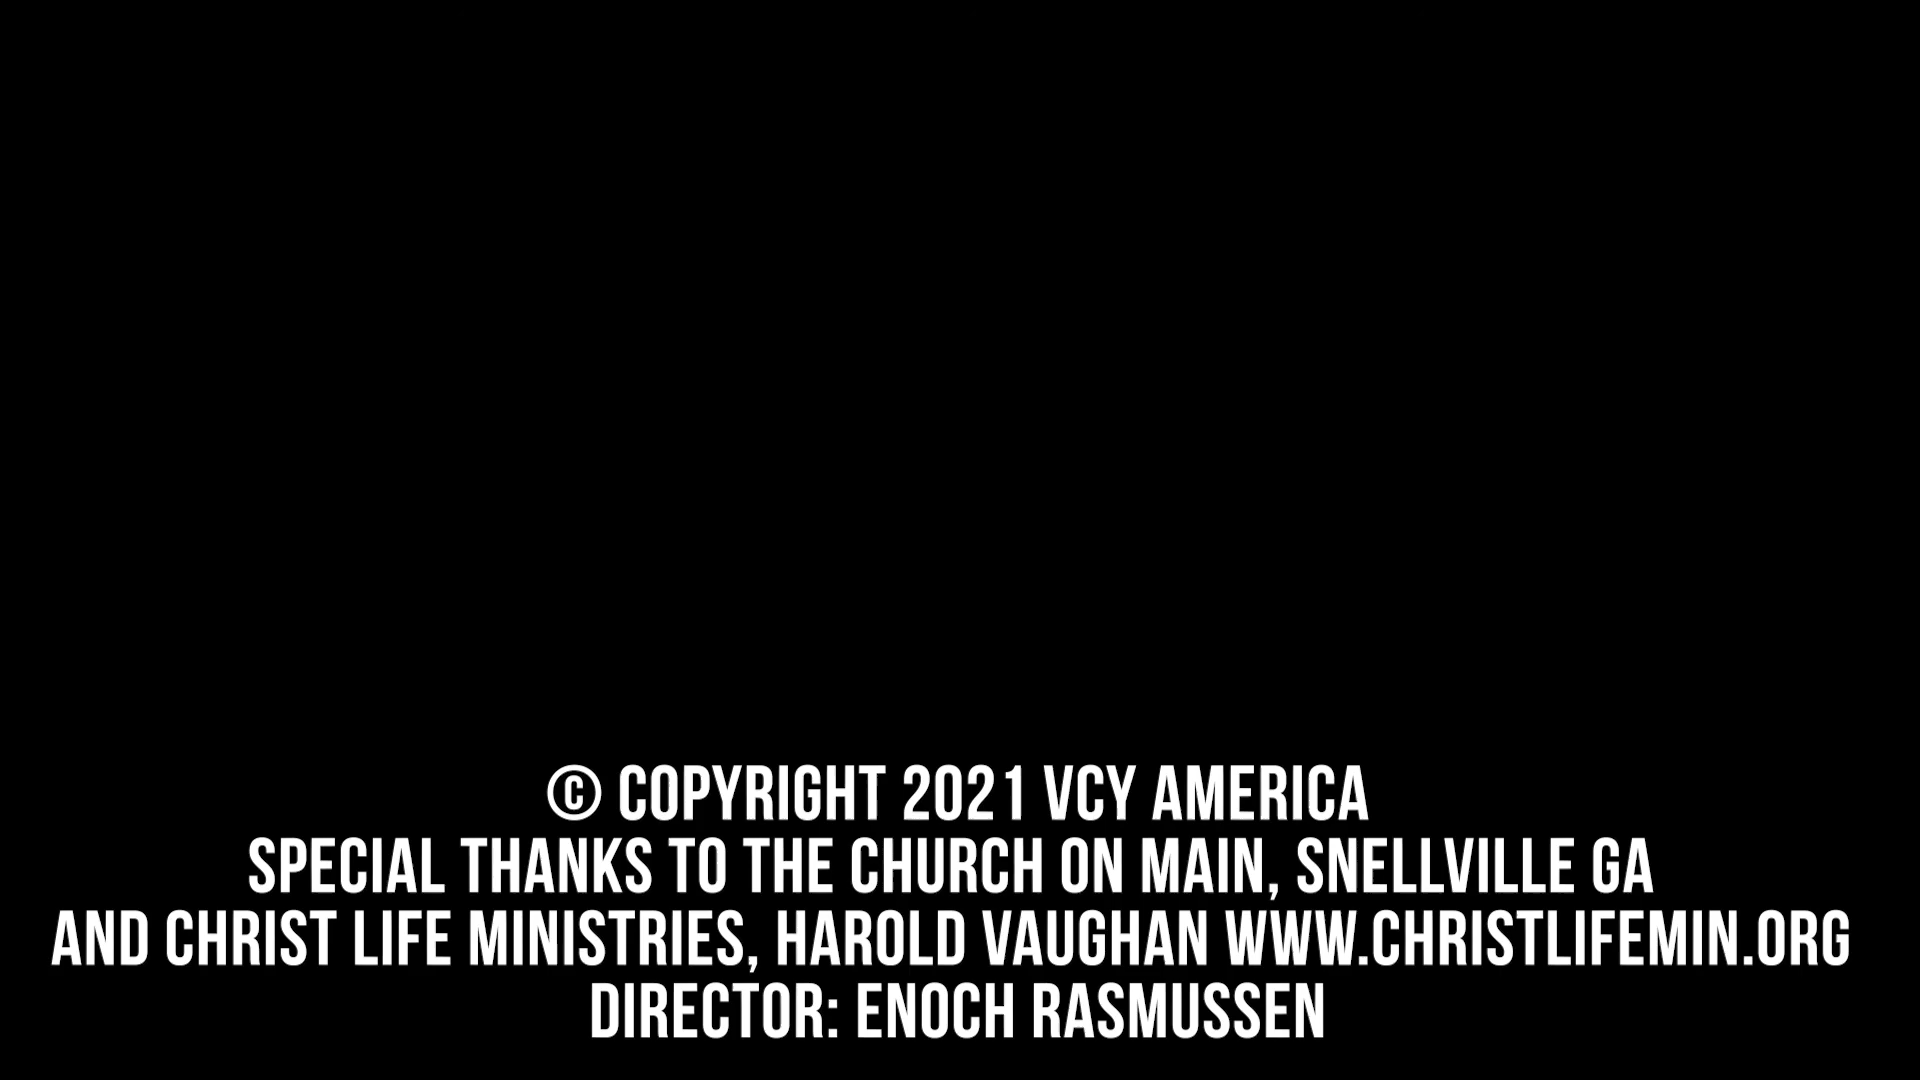 © COPYRIGHT 2021 VCY AMERICA
SPECIAL THANKS TO THE CHURCH ON MAIN, SNELLVILLE GA
AND CHRIST LIFE MINISTRIES, HAROLD VAUGHAN WWW.CHRISTLIFEMIN.ORG
DIRECTOR: ENOCH RASMUSSEN